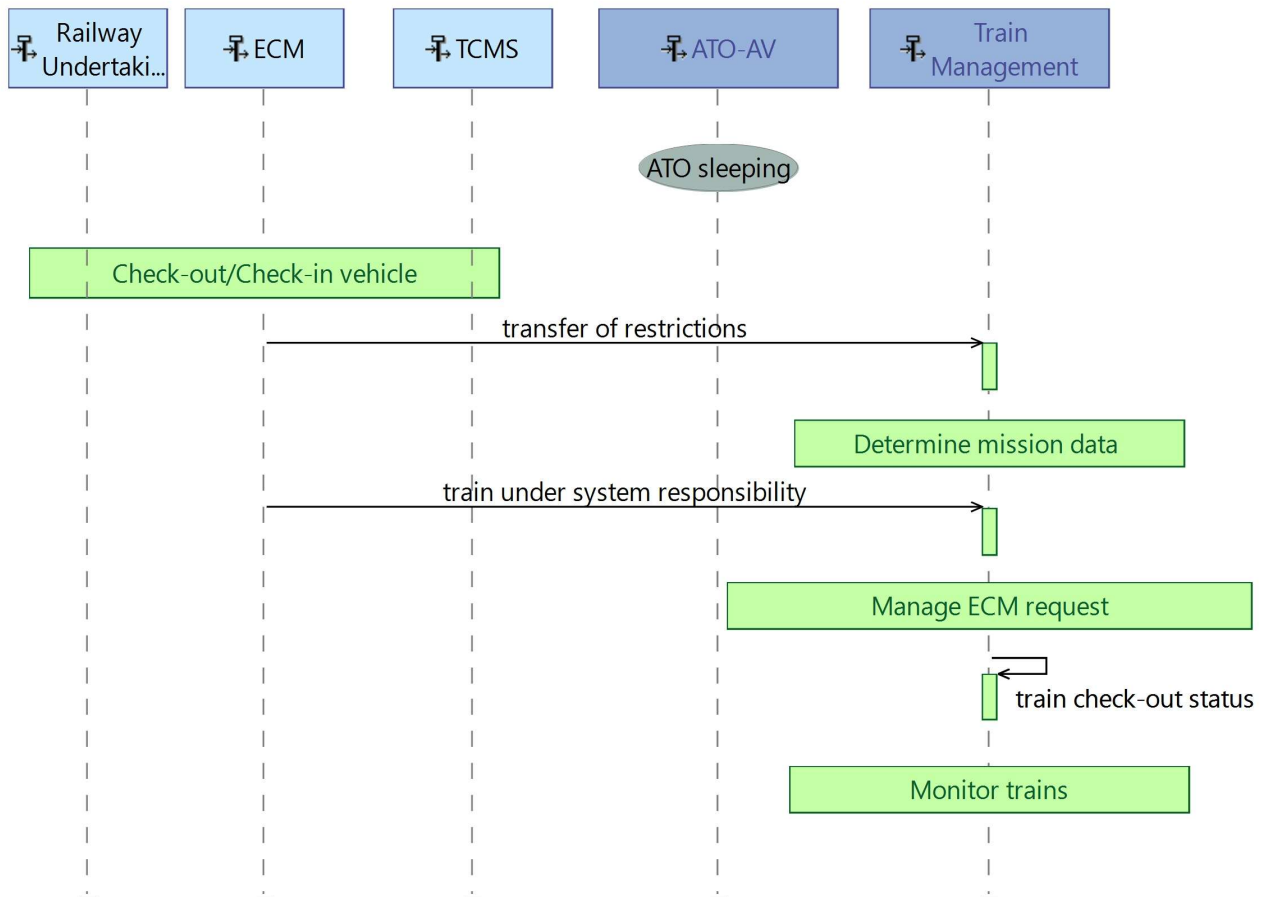 Railway
Undertaki...
ECM
TCMS
ATO-AV
Train
Management
ATO sleeping
Check-out/Check-in vehicle
transfer of restrictions
Determine mission data
train under system responsibility
Manage ECM request
train check-out status
Monitor trains